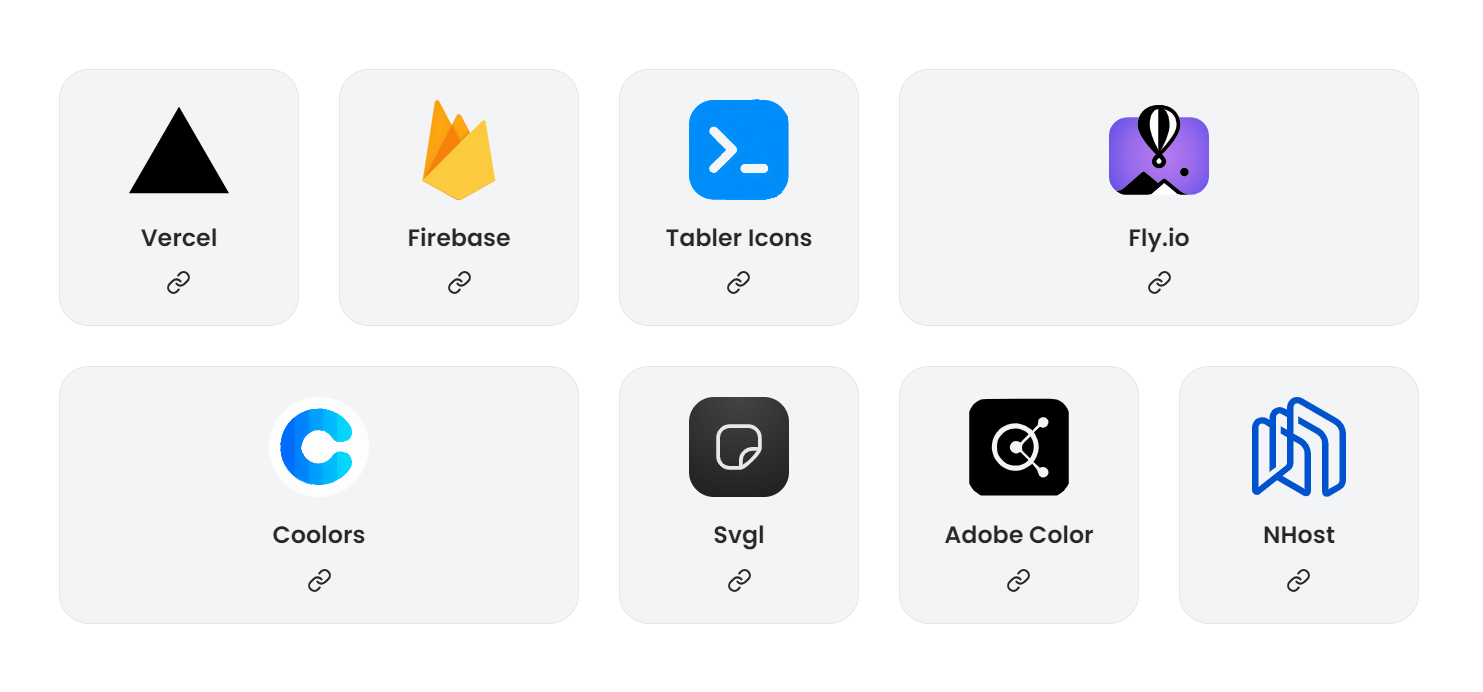 Vercel
Firebase
Tabler Icons
Fly.io
Coolors
Svgl
Adobe Color
NHost